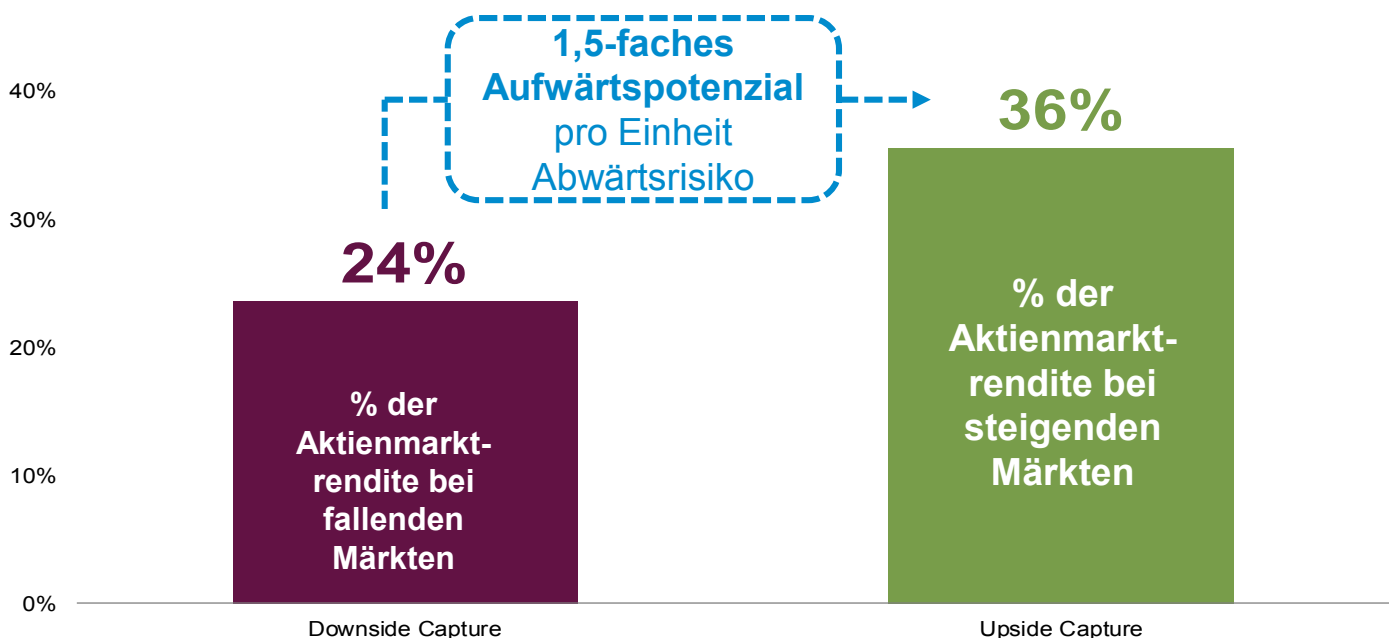 1,5-faches
Aufwärtspotenzial
pro Einheit
Abwärtsrisiko
40%
30%
20%
10%
0%
24%
36%
% der
Aktienmarkt-
rendite bei
fallenden
Märkten
% der
Aktienmarkt-
rendite bei
steigenden
Märkten
Downside Capture
Upside Capture